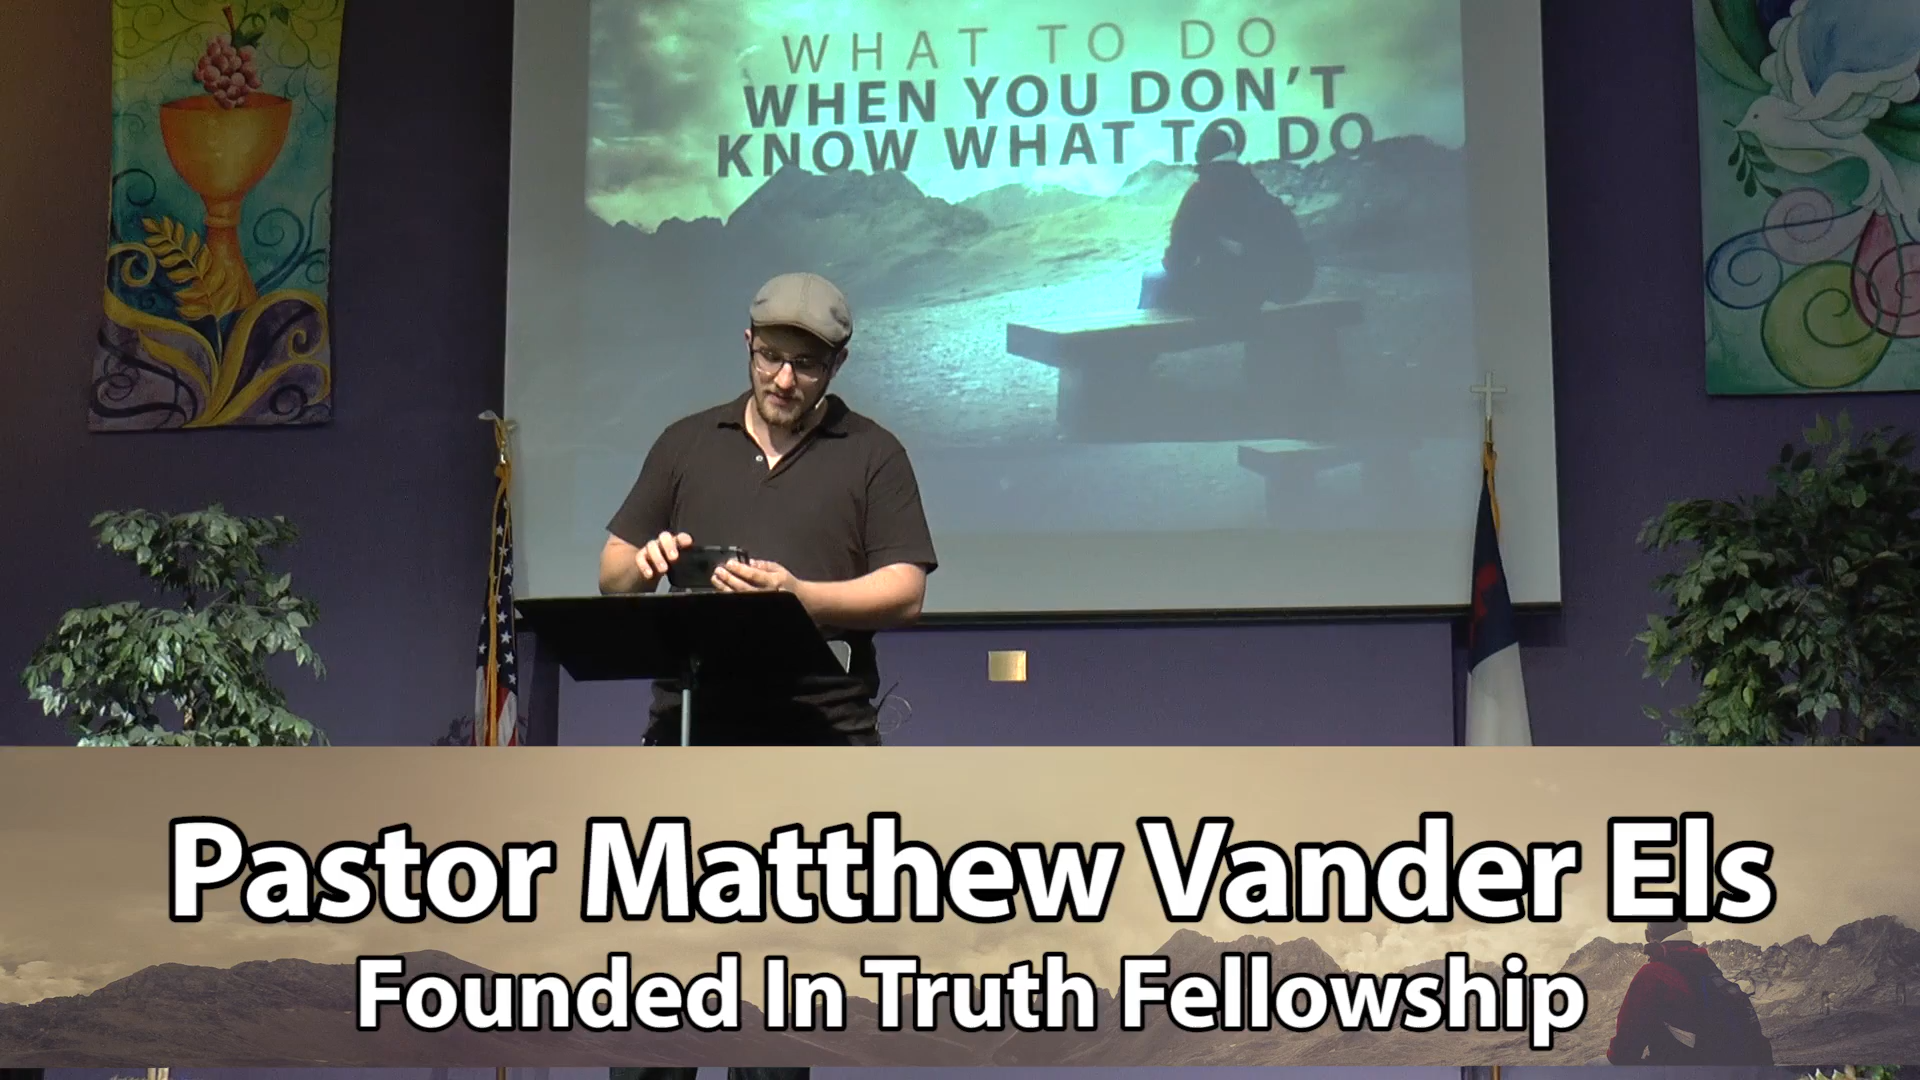 WHAT TO DO
WHEN YOU DON'T
KNOW WHAT TO DO
Pastor Matthew Vander Els
Founded In Truth Fellowship